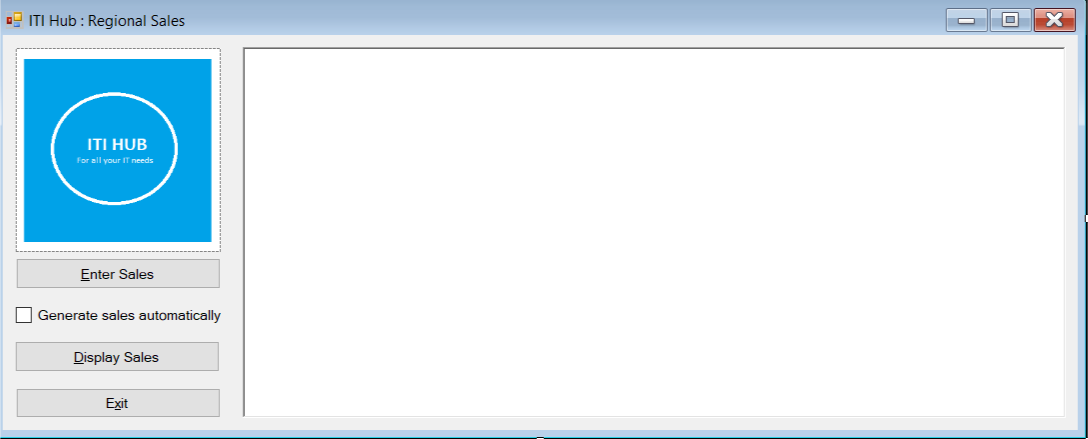 ITI Hub : Regional Sales
ITI HUB
For all your IT needs
Enter Sales
Generate sales automatically
Display Sales
Exit